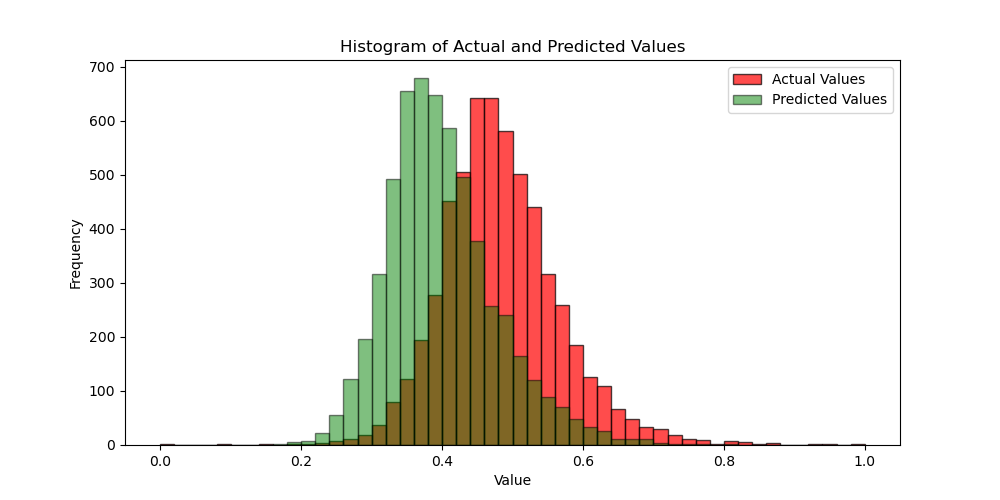 Histogram of Actual and Predicted Values
Actual Values
Predicted Values
Frequency
700
600
500
400
300
200
100
0
0.0 0.2 0.4 0.6 0.8 1.0
Value